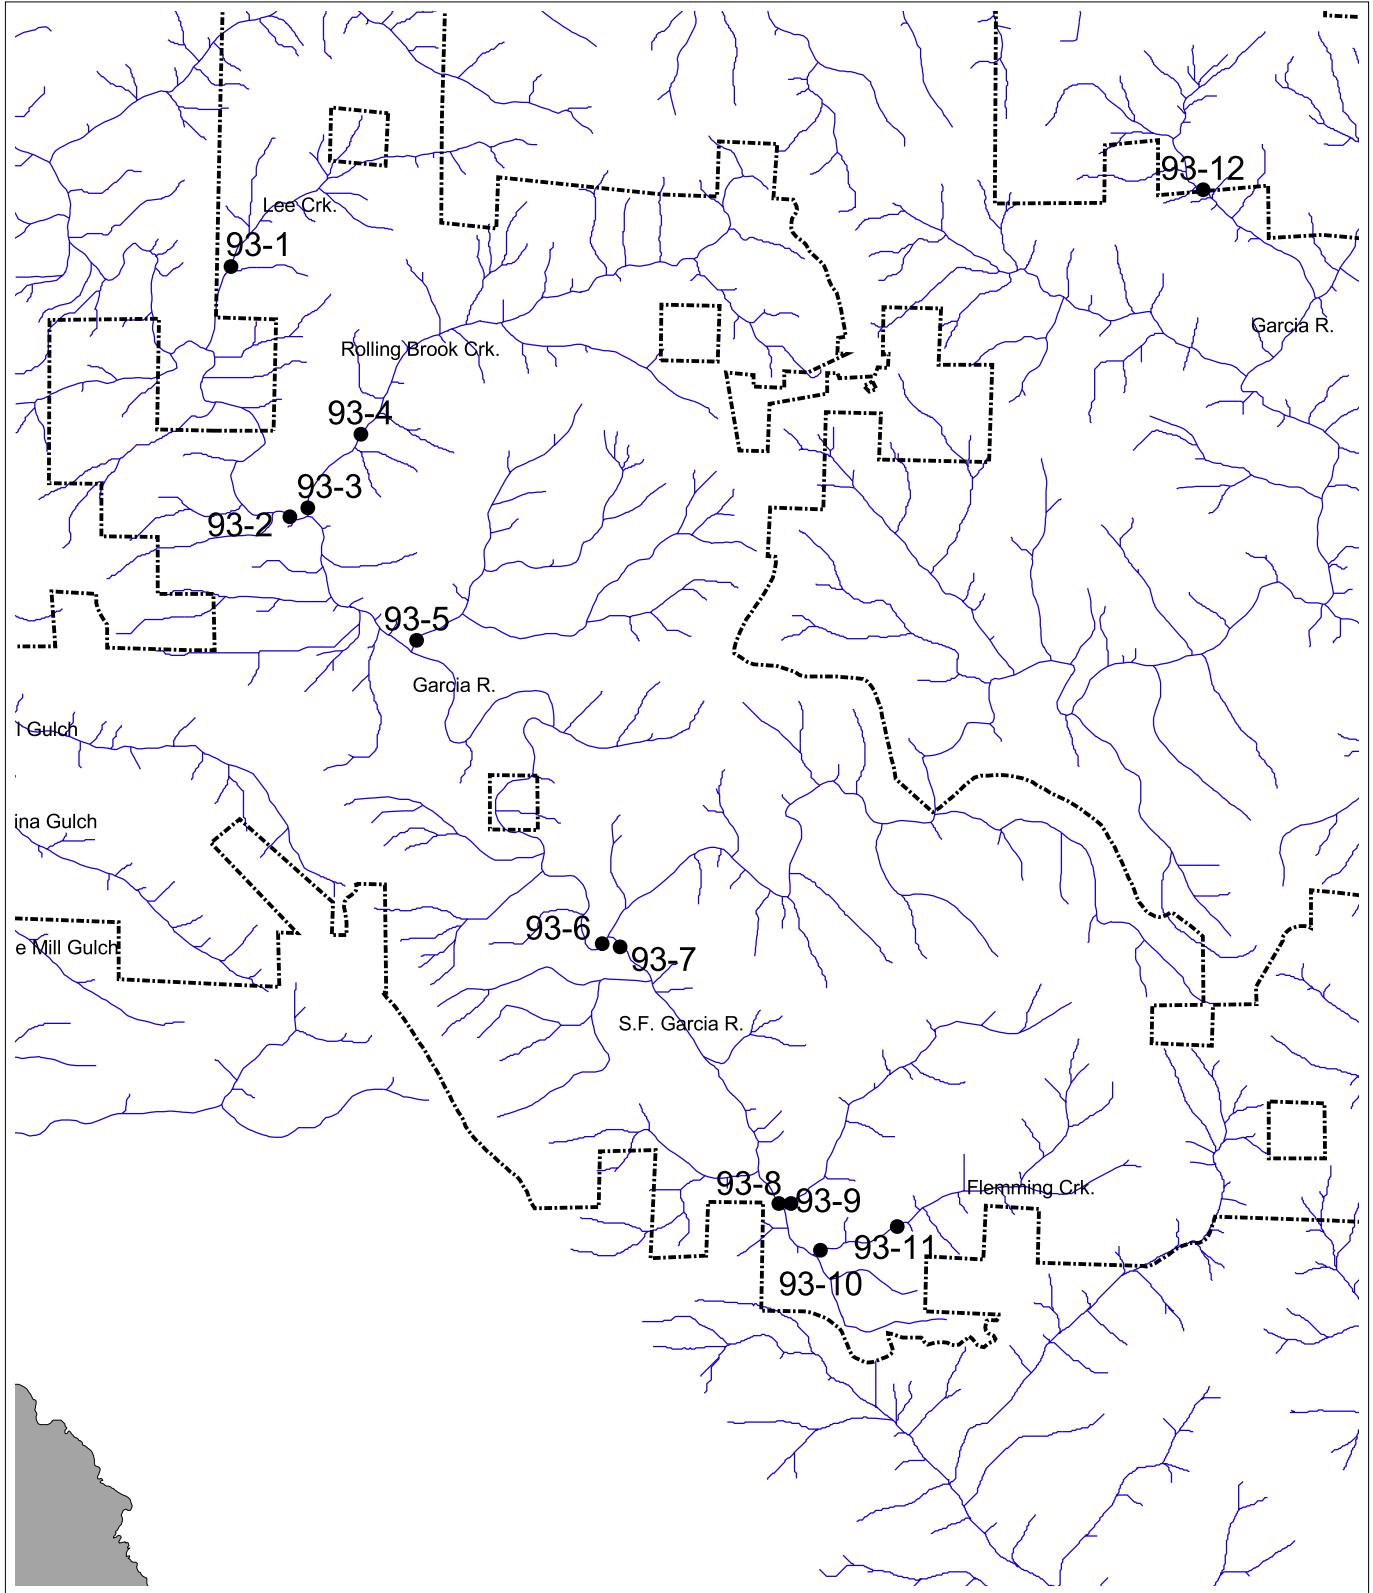 93-12
Lee Crk.
93-1
Garcia R.
Rolling Brook Crk.
93-4
93-3
93-2
93-5
Garcia R.
l Gulch
ina Gulch
93-6
e Mill Gulch
93-7
S.F. Garcia R.
93-8
Flemming Crk.
93-9
93-11
93-10